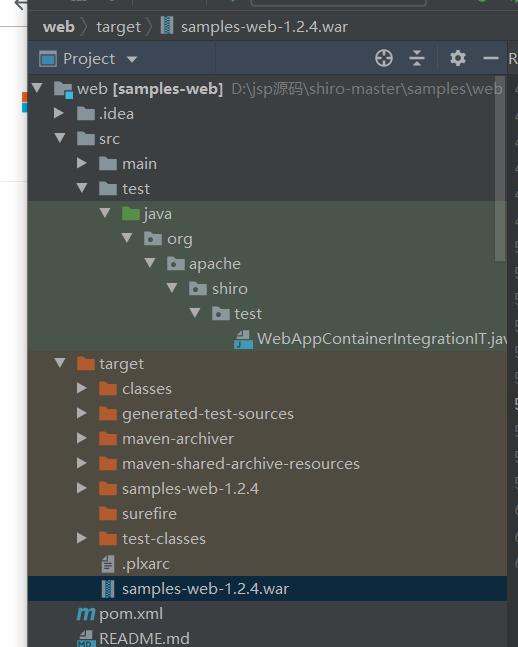 web target samples-web-1.2.4.war
Project
web [samples-web] D:\jsp源码\shiro-master\samples\web
.idea
src
main
test
java
org
apache
shiro
test
WebAppContainerIntegrationIT.jav
target
classes
generated-test-sources
maven-archiver
maven-shared-archive-resources
samples-web-1.2.4
surefire
test-classes
.plxarc
samples-web-1.2.4.war
pom.xml
README.md